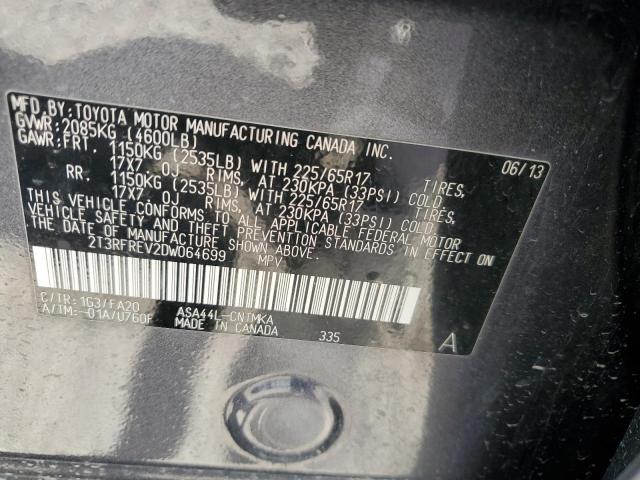 MFD.BY:TOYOTA MOTOR MANUFACTURING CANADA INC.
GVWR:2085KG (4600LB) 06/13
GAWR:FRT. 1150KG (2535LB) WITH 225/65R17 TIRES,
17X7 OJ RIMS, AT 230KPA (33PSI) COLD
RR. 1150KG (2535LB) WITH 225/65R17 TIRES,
17X7 OJ RIMS, AT 230KPA (33PSI) COLD
THIS VEHICLE CONFORMS TO ALL APPLICABLE FEDERAL MOTOR
VEHICLE SAFETY AND THEFT PREVENTION STANDARDS IN EFFECT ON
THE DATE OF MANUFACTURE SHOWN ABOVE.
2T3RFREV2DW064699 MPV
C/TR:1G3/FA20 ASA44L-CNTMKA
A/TM:-01A/U760F MADE IN CANADA 335 A